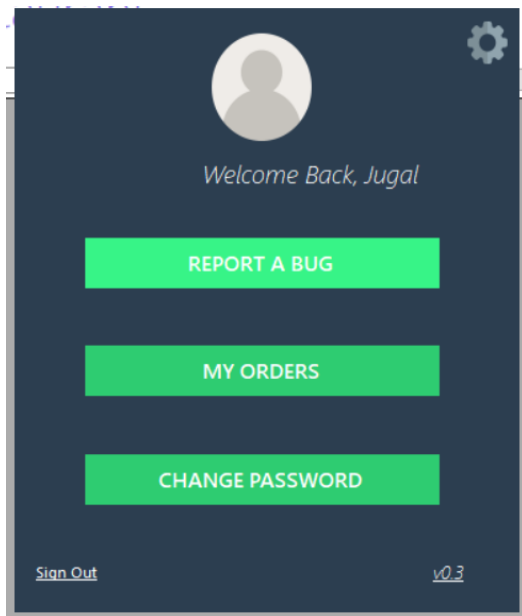 Welcome Back, Jugal
REPORT A BUG
MY ORDERS
CHANGE PASSWORD
Sign Out
v0.3